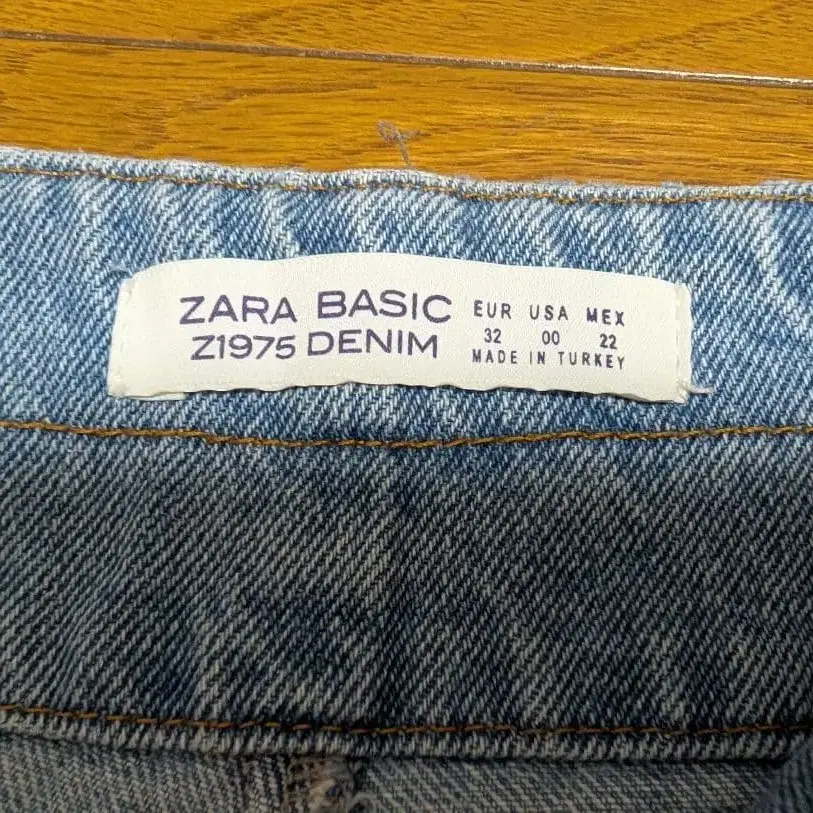 ZARA BASIC
Z1975 DENIM
EUR USA MEX
32 00 22
MADE IN TURKEY